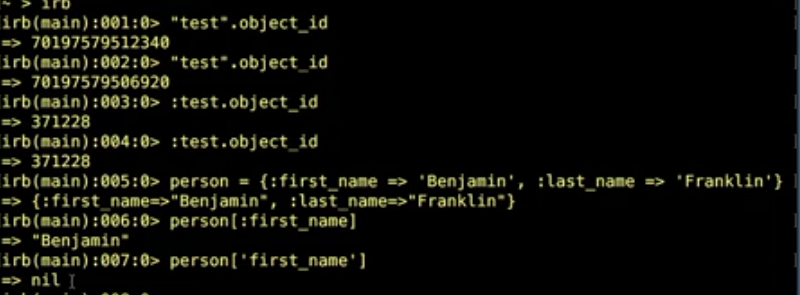 ~ > irb
irb(main):001:0> "test".object_id
=> 70197579512340
irb(main):002:0> "test".object_id
=> 70197579506920
irb(main):003:0> :test.object_id
=> 371228
irb(main):004:0> :test.object_id
=> 371228
irb(main):005:0> person = {:first_name => 'Benjamin', :last_name => 'Franklin'}
=> {:first_name=>"Benjamin", :last_name=>"Franklin"}
irb(main):006:0> person[:first_name]
=> "Benjamin"
irb(main):007:0> person['first_name']
=> nil